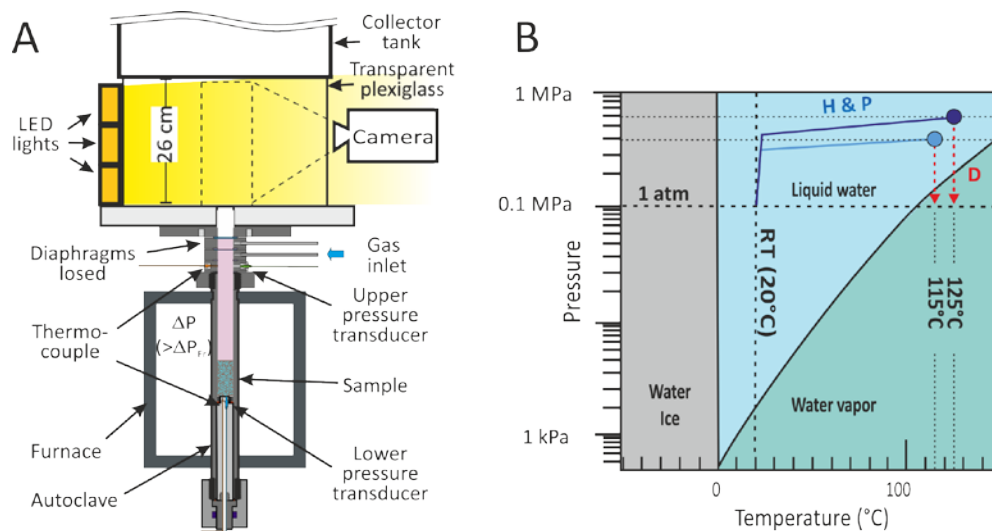 A
Collector
tank
Transparent
plexiglass
LED
lights
26 cm
Camera
Diaphragms
losed
Gas
inlet
Upper
pressure
transducer
Thermo-
couple
ΔP
(>ΔP_Fr)
Sample
Furnace
Lower
pressure
transducer
Autoclave
B
1 MPa
H & P
D
1 atm
Liquid water
0.1 MPa
RT (20°C)
125°C
115°C
Pressure
Water
Ice
Water vapor
1 kPa
0
100
Temperature (°C)